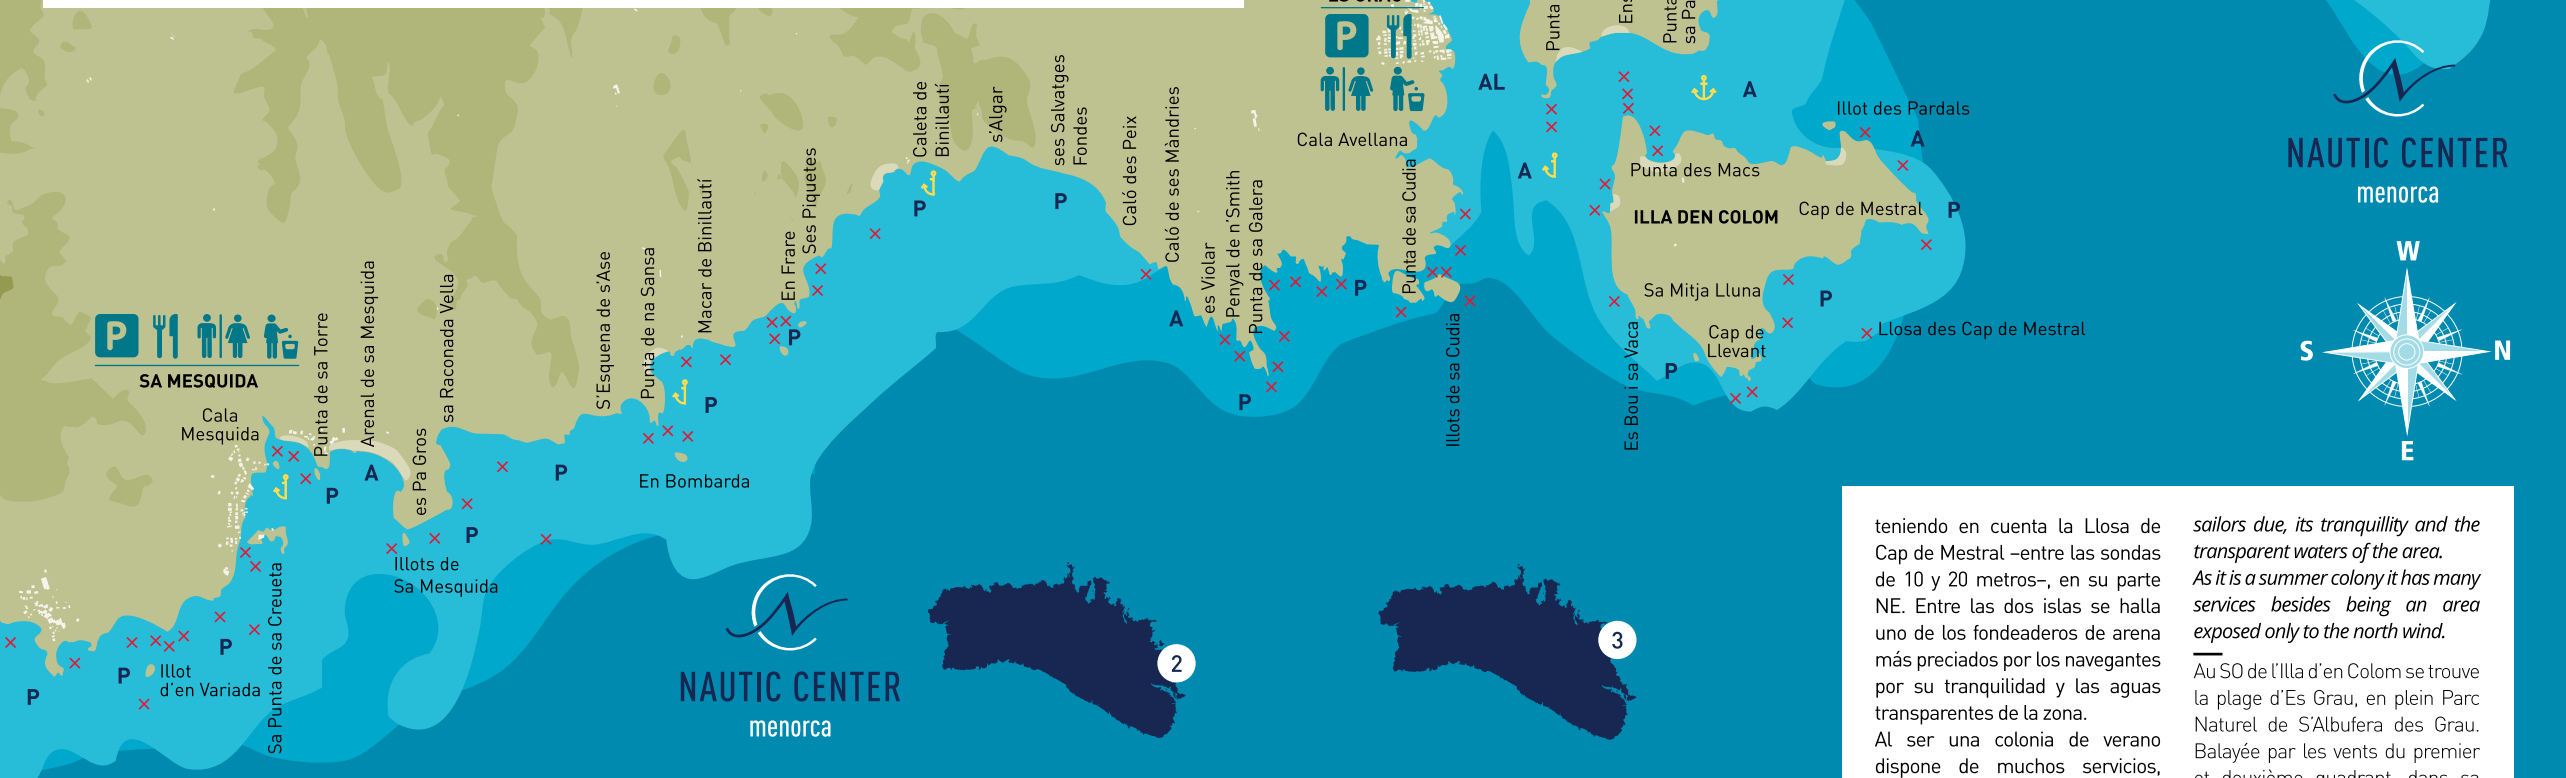 P
Punta
Ens
Punta
sa Pa
AL
A
Illot des Pardals
A
Cala Avellana
Punta des Macs
A
ILLA DEN COLOM
Cap de Mestral
P
Sa Mitja Lluna
P
Cap de
Llevant
Llosa des Cap de Mestral
Es Bou i sa Vaca
P
Illots de sa Cudia
Punta de sa Cudia
P
Punta de sa Galera
Penyal de n'Smith
es Violar
P
A
Caló de ses Màndries
Caló des Peix
ses Salvatges
Fondes
P
s'Algar
Caleta de
Binillautí
P
Ses Piquetes
En Frare
P
Macar de Binillautí
Punta de na Sansa
P
S'Esquena de s'Ase
En Bombarda
P
sa Raconada Vella
es Pa Gros
P
Arenal de sa Mesquida
A
Punta de sa Torre
P
P
SA MESQUIDA
Cala
Mesquida
Illots de
Sa Mesquida
Sa Punta de sa Creueta
P
Illot
d'en Variada
P
P
NAUTIC CENTER
menorca
2
3
NAUTIC CENTER
menorca
W
S
N
E
teniendo en cuenta la Llosa de
Cap de Mestral –entre las sondas
de 10 y 20 metros–, en su parte
NE. Entre las dos islas se halla
uno de los fondeaderos de arena
más preciados por los navegantes
por su tranquilidad y las aguas
transparentes de la zona.
Al ser una colonia de verano
dispone de muchos servicios,
sailors due, its tranquillity and the
transparent waters of the area.
As it is a summer colony it has many
services besides being an area
exposed only to the north wind.
Au SO de l'Illa d'en Colom se trouve
la plage d'Es Grau, en plein Parc
Naturel de S'Albufera des Grau.
Balayée par les vents du premier
et deuxième quadrant, dans sa